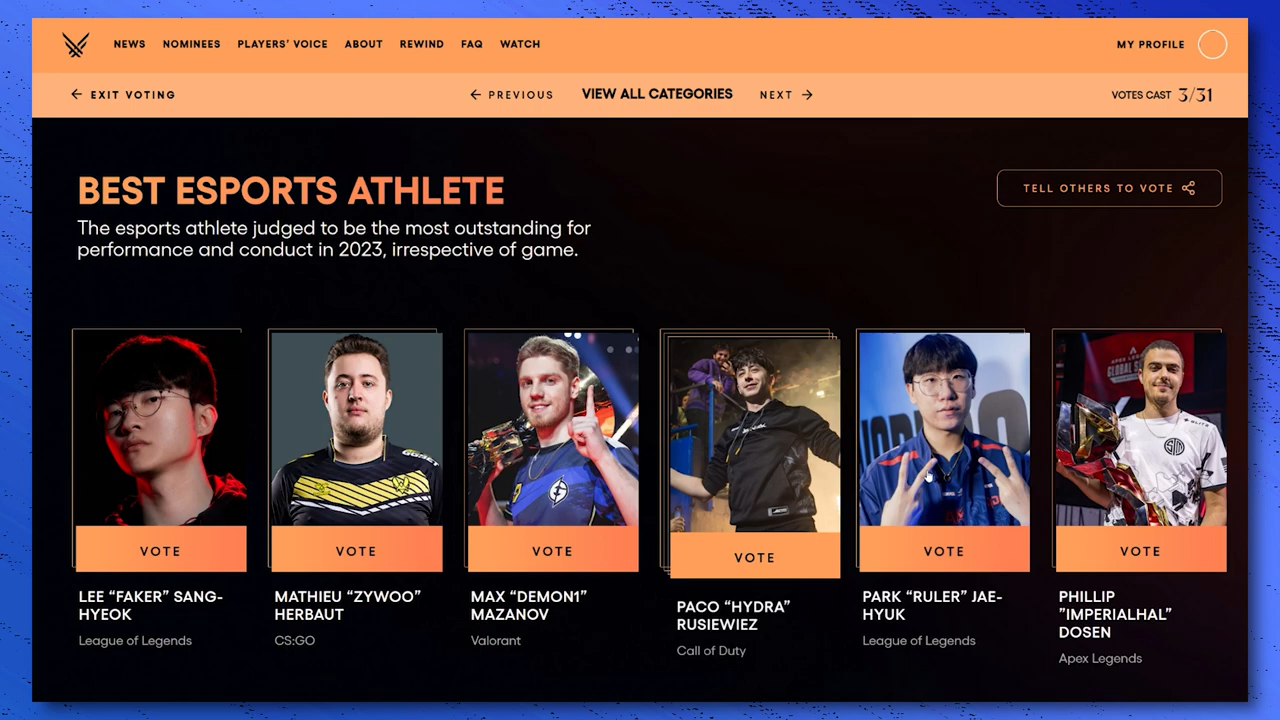 NEWS NOMINEES PLAYERS' VOICE ABOUT REWIND FAQ WATCH MY PROFILE
← EXIT VOTING ← PREVIOUS VIEW ALL CATEGORIES NEXT → VOTES CAST 3/31
BEST ESPORTS ATHLETE
TELL OTHERS TO VOTE
The esports athlete judged to be the most outstanding for
performance and conduct in 2023, irrespective of game.
VOTE
LEE “FAKER” SANG-
HYEOK
League of Legends
VOTE
MATHIEU “ZYWOO”
HERBAUT
CS:GO
VOTE
MAX “DEMON1”
MAZANOV
Valorant
VOTE
PACO “HYDRA”
RUSIEWIEZ
Call of Duty
VOTE
PARK “RULER” JAE-
HYUK
League of Legends
VOTE
PHILLIP
”IMPERIALHAL”
DOSEN
Apex Legends